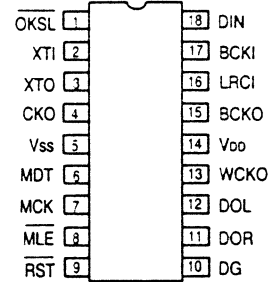 OKSL 1 18 DIN
XTI 2 17 BCKI
XTO 3 16 LRCI
CKO 4 15 BCKO
Vss 5 14 VDD
MDT 6 13 WCKO
MCK 7 12 DOL
MLE 8 11 DOR
RST 9 10 DG